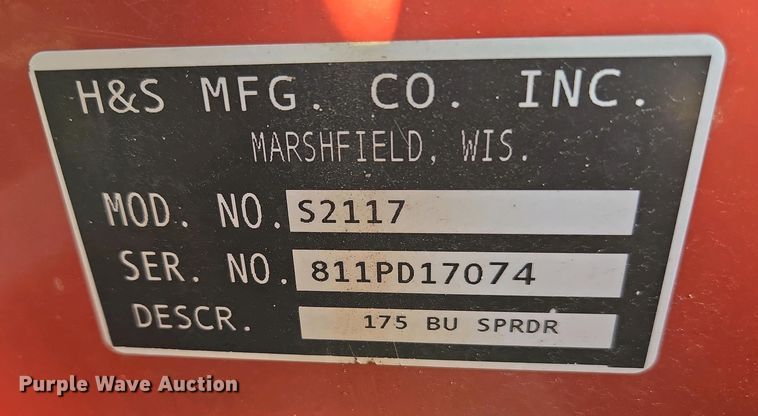 H&S MFG. CO. INC.
MARSHFIELD, WIS.
MOD. NO. S2117
SER. NO. 811PD17074
DESCR. 175 BU SPRDR
Purple Wave Auction